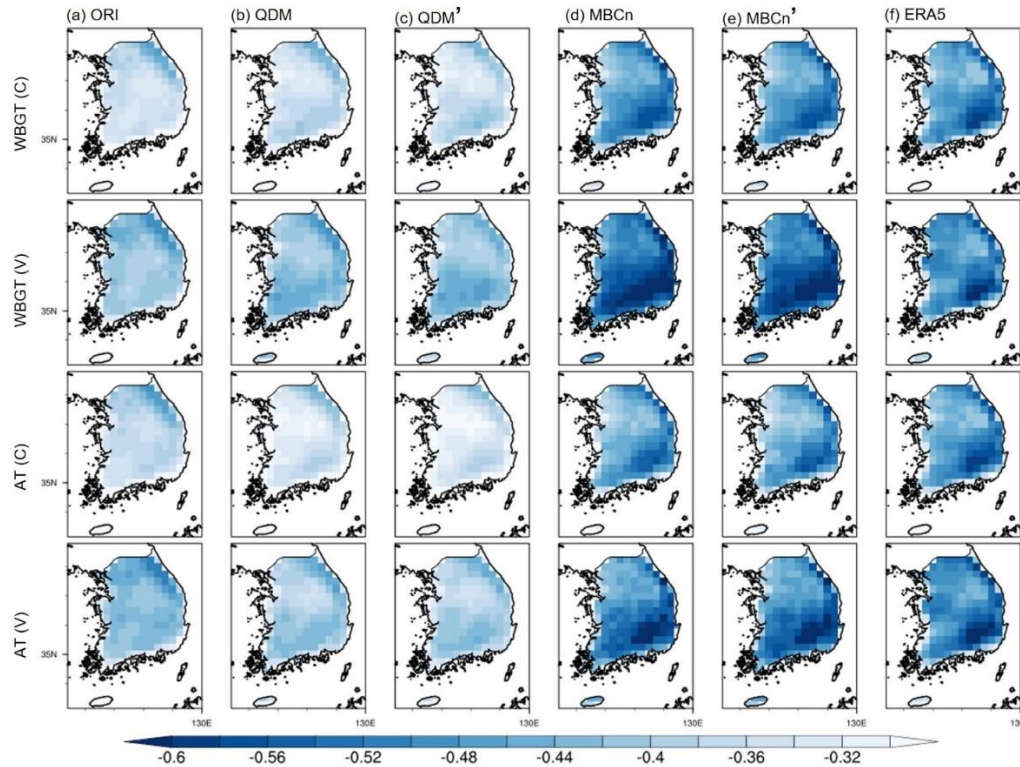 (a) ORI (b) QDM (c) QDM’ (d) MBCn (e) MBCn’ (f) ERA5
WBGT (C)
35N
WBGT (V)
35N
AT (C)
35N
AT (V)
35N
130E 130E 130E 130E 130E 130E
-0.6 -0.56 -0.52 -0.48 -0.44 -0.4 -0.36 -0.32